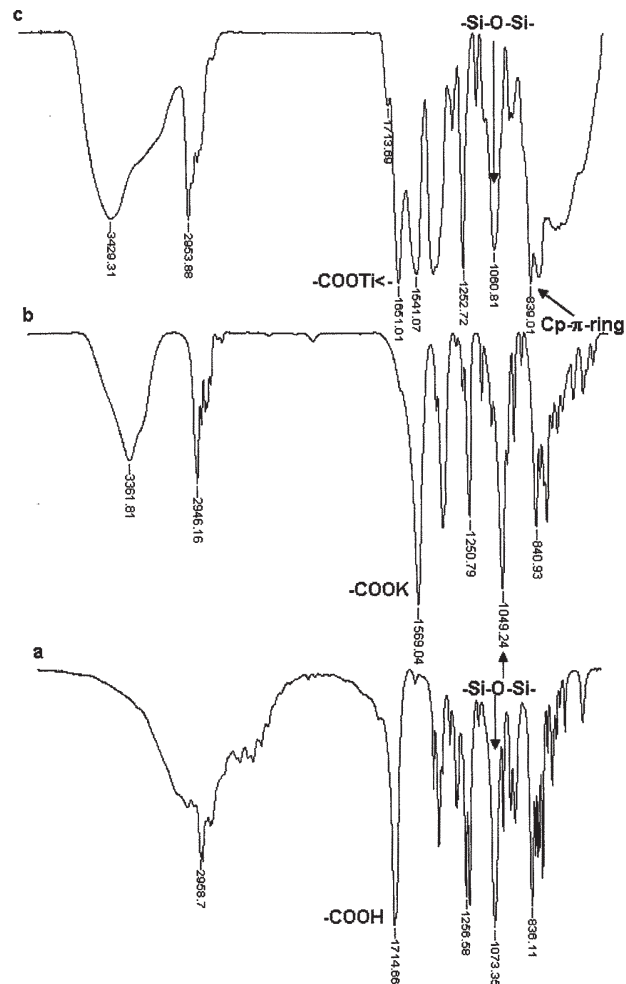 c
-Si-O-Si-
1713.69
3429.31
2953.88
-COOTi<-
1651.01
1541.07
1252.72
1060.81
839.01
Cp-π-ring
b
3361.81
2946.16
1250.79
840.93
-COOK
1569.04
1049.24
a
-Si-O-Si-
2958.7
-COOH
1714.66
1256.58
1073.35
836.11